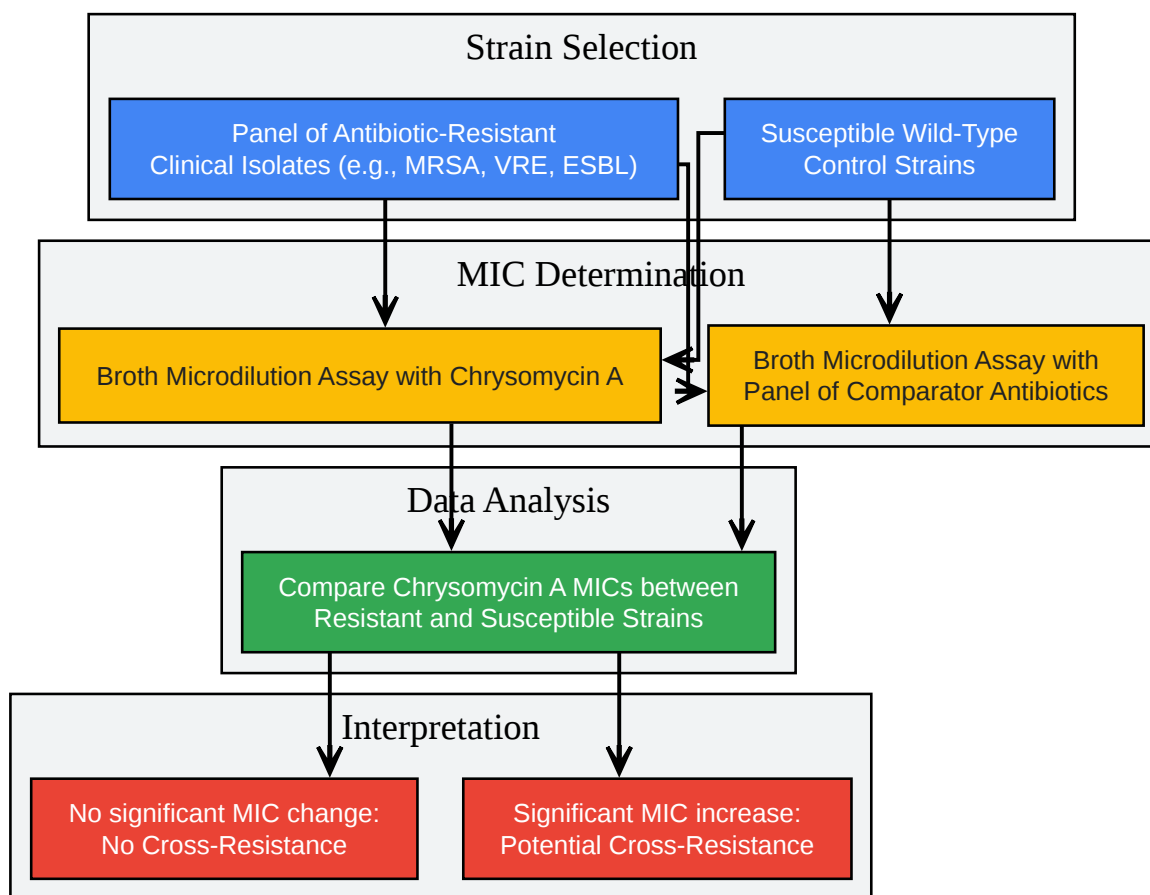 Strain Selection
Panel of Antibiotic-Resistant
Clinical Isolates (e.g., MRSA, VRE, ESBL)
Susceptible Wild-Type
Control Strains
MIC Determination
Broth Microdilution Assay with Chrysomycin A
Broth Microdilution Assay with
Panel of Comparator Antibiotics
Data Analysis
Compare Chrysomycin A MICs between
Resistant and Susceptible Strains
Interpretation
No significant MIC change:
No Cross-Resistance
Significant MIC increase:
Potential Cross-Resistance